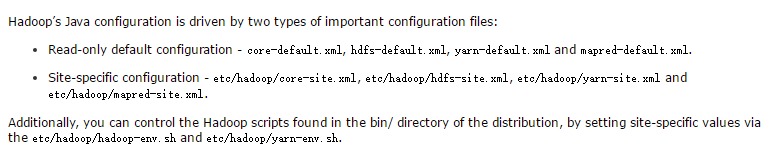 Hadoop's Java configuration is driven by two types of important configuration files:
• Read-only default configuration - core-default.xml, hdfs-default.xml, yarn-default.xml and mapred-default.xml.
• Site-specific configuration - etc/hadoop/core-site.xml, etc/hadoop/hdfs-site.xml, etc/hadoop/yarn-site.xml and
etc/hadoop/mapred-site.xml.
Additionally, you can control the Hadoop scripts found in the bin/ directory of the distribution, by setting site-specific values via
the etc/hadoop/hadoop-env.sh and etc/hadoop/yarn-env.sh.